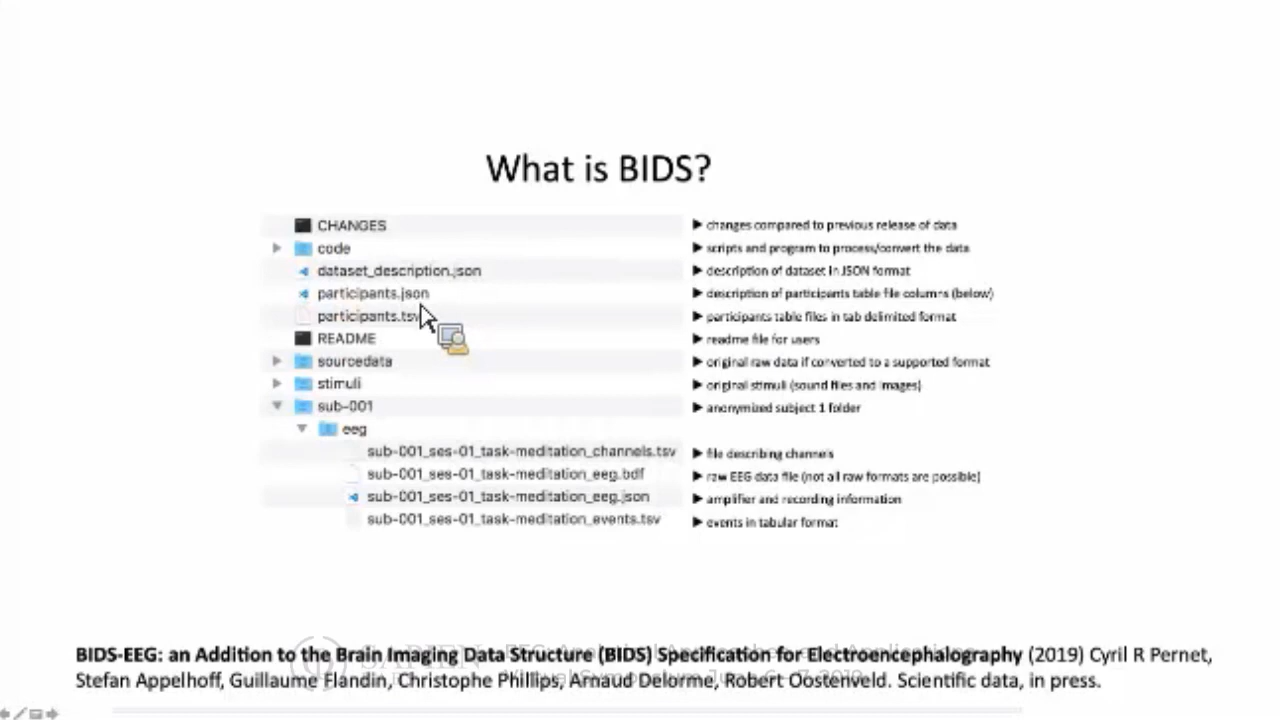 What is BIDS?
CHANGES ▶ changes compared to previous release of data
code ▶ scripts and program to process/convert the data
dataset_description.json ▶ description of dataset in JSON format
participants.json ▶ description of participants table file columns (below)
participants.tsv ▶ participants table files in tab delimited format
README ▶ readme file for users
sourcedata ▶ original raw data if converted to a supported format
stimuli ▶ original stimuli (sound files and images)
sub-001 ▶ anonymized subject 1 folder
eeg
sub-001_ses-01_task-meditation_channels.tsv ▶ file describing channels
sub-001_ses-01_task-meditation_eeg.bdf ▶ raw EEG data file (not all raw formats are possible)
sub-001_ses-01_task-meditation_eeg.json ▶ amplifier and recording information
sub-001_ses-01_task-meditation_events.tsv ▶ events in tabular format
BIDS-EEG: an Addition to the Brain Imaging Data Structure (BIDS) Specification for Electroencephalography (2019) Cyril R Pernet,
Stefan Appelhoff, Guillaume Flandin, Christophe Phillips, Arnaud Delorme, Robert Oostenveld. Scientific data, in press.